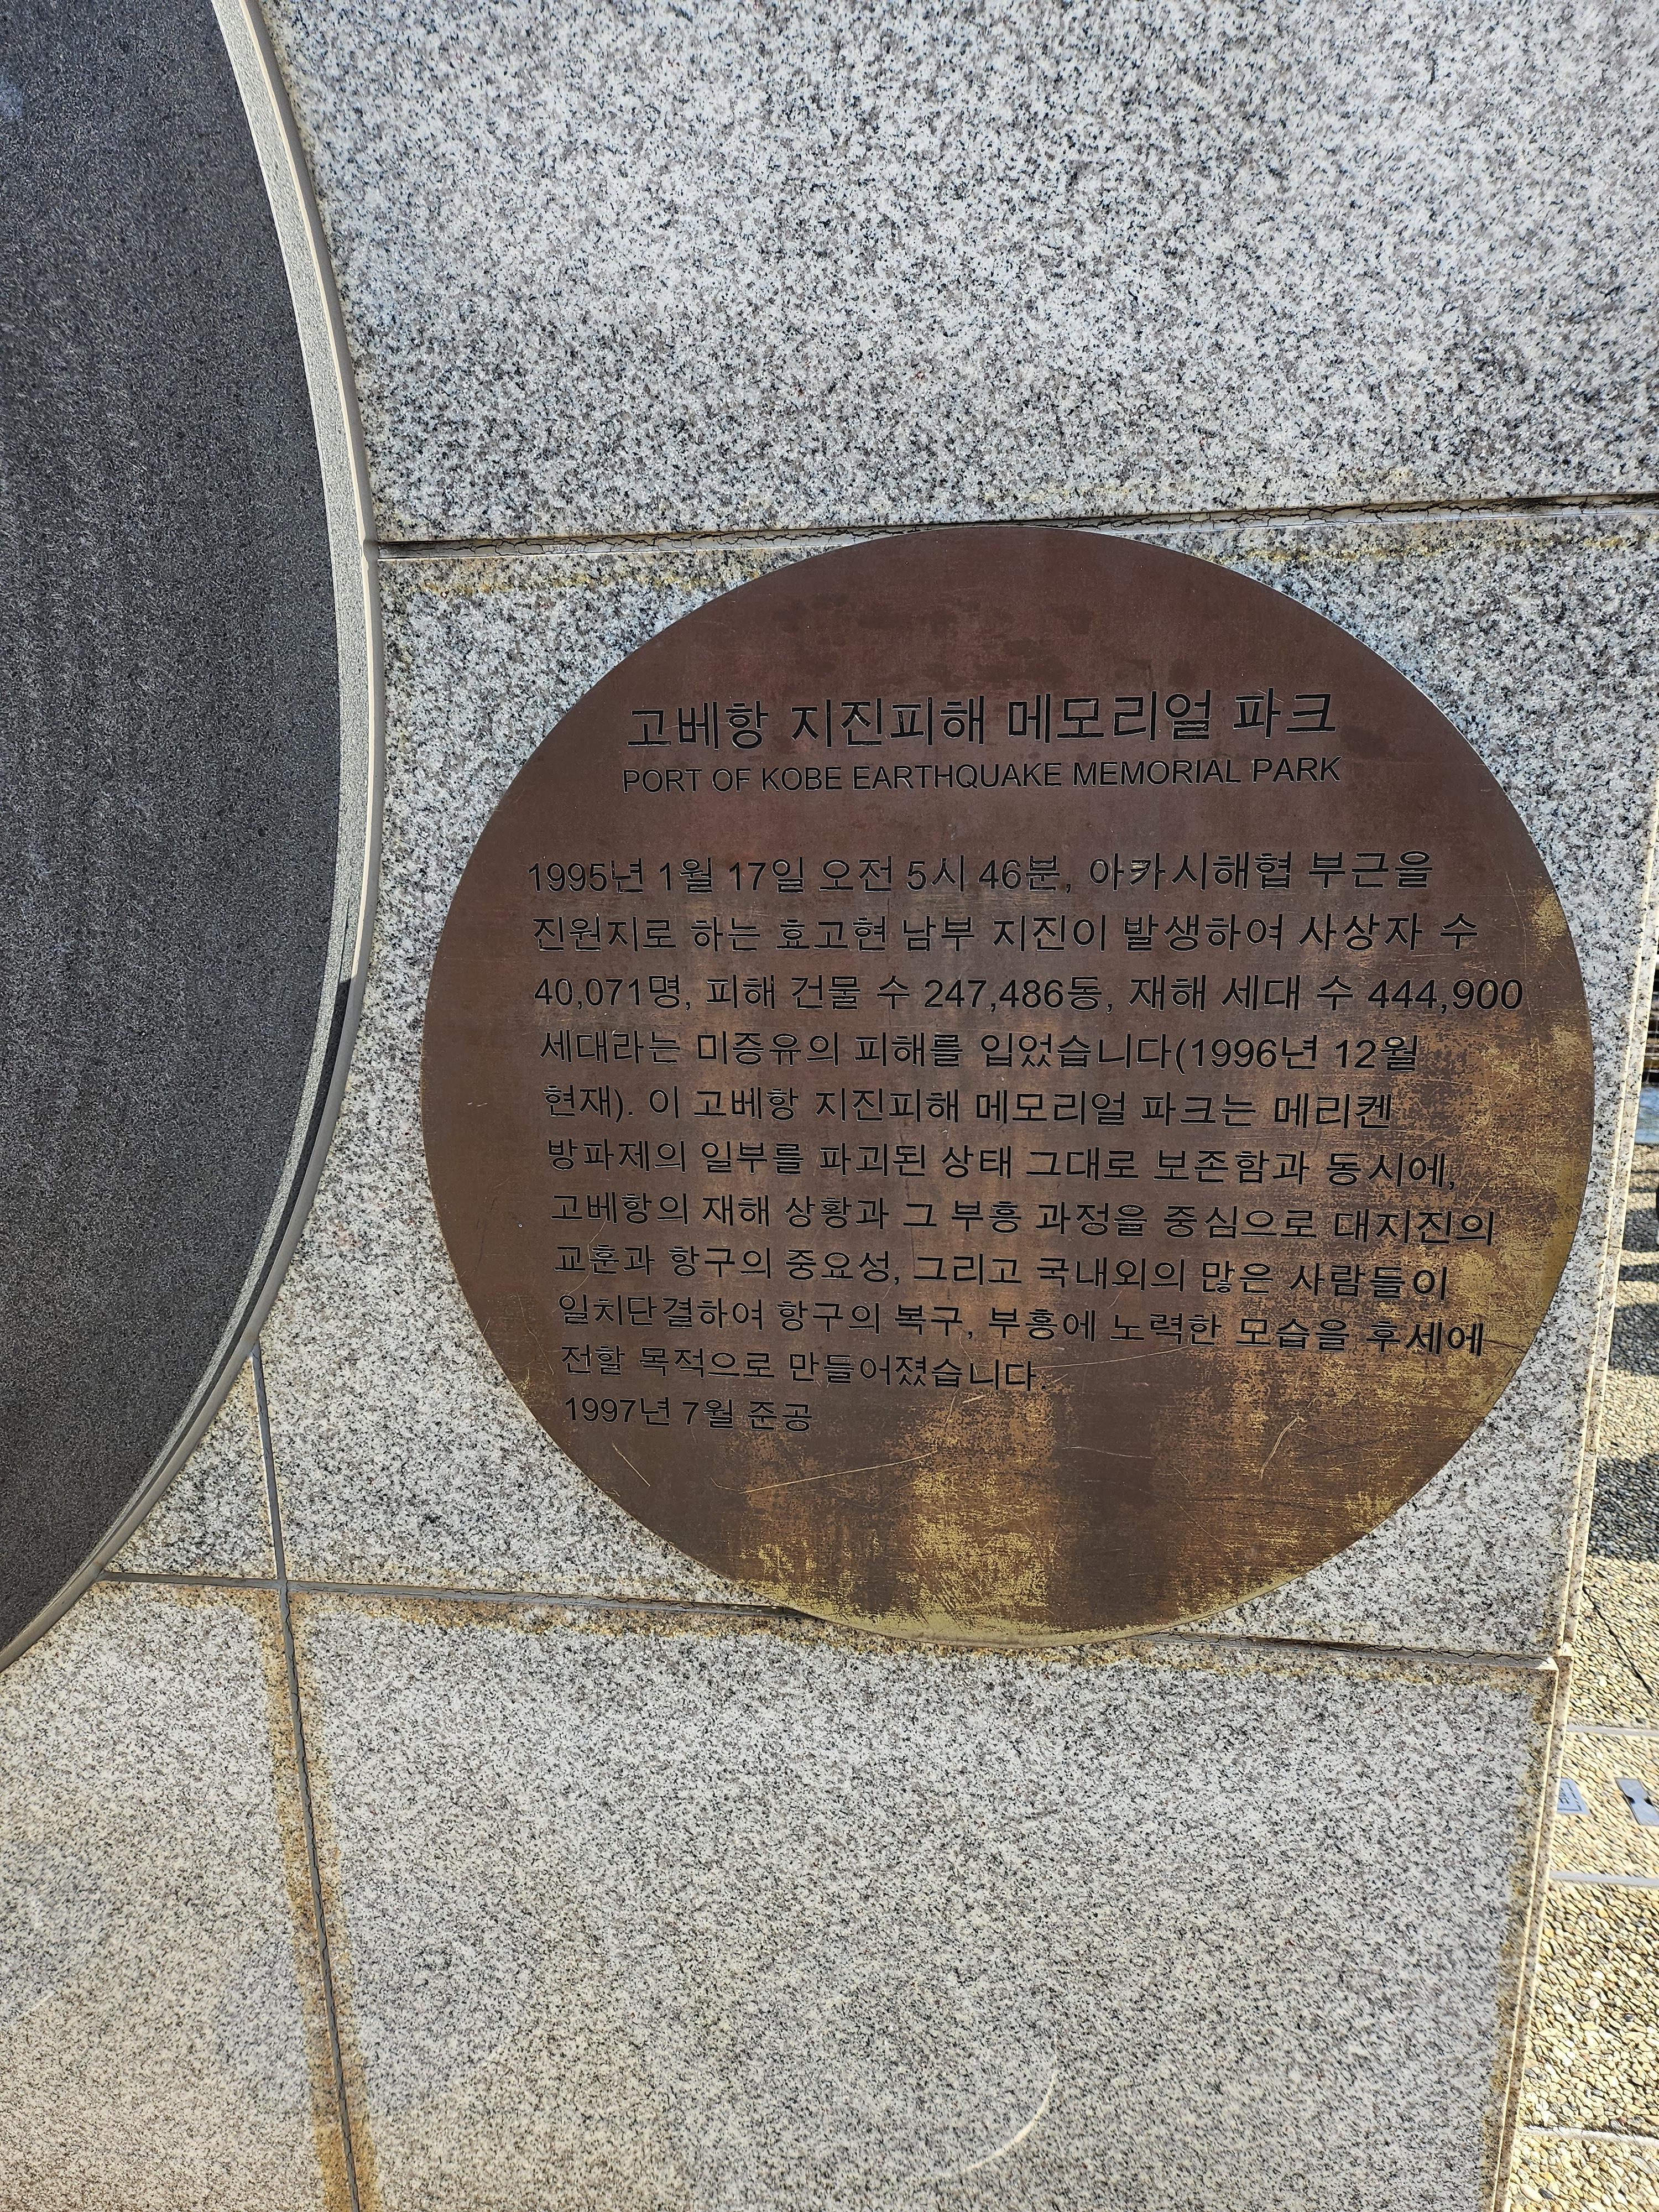 고베항 지진피해 메모리얼 파크
PORT OF KOBE EARTHQUAKE MEMORIAL PARK
1995년 1월 17일 오전 5시 46분, 아카시해협 부근을
진원지로 하는 효고현 남부 지진이 발생하여 사상자 수
40,071명, 피해 건물 수 247,486동, 재해 세대 수 444,900
세대라는 미증유의 피해를 입었습니다(1996년 12월
현재). 이 고베항 지진피해 메모리얼 파크는 메리켄
방파제의 일부를 파괴된 상태 그대로 보존함과 동시에,
고베항의 재해 상황과 그 부흥 과정을 중심으로 대지진의
교훈과 항구의 중요성, 그리고 국내외의 많은 사람들이
일치단결하여 항구의 복구, 부흥에 노력한 모습을 후세에
전할 목적으로 만들어졌습니다.
1997년 7월 준공